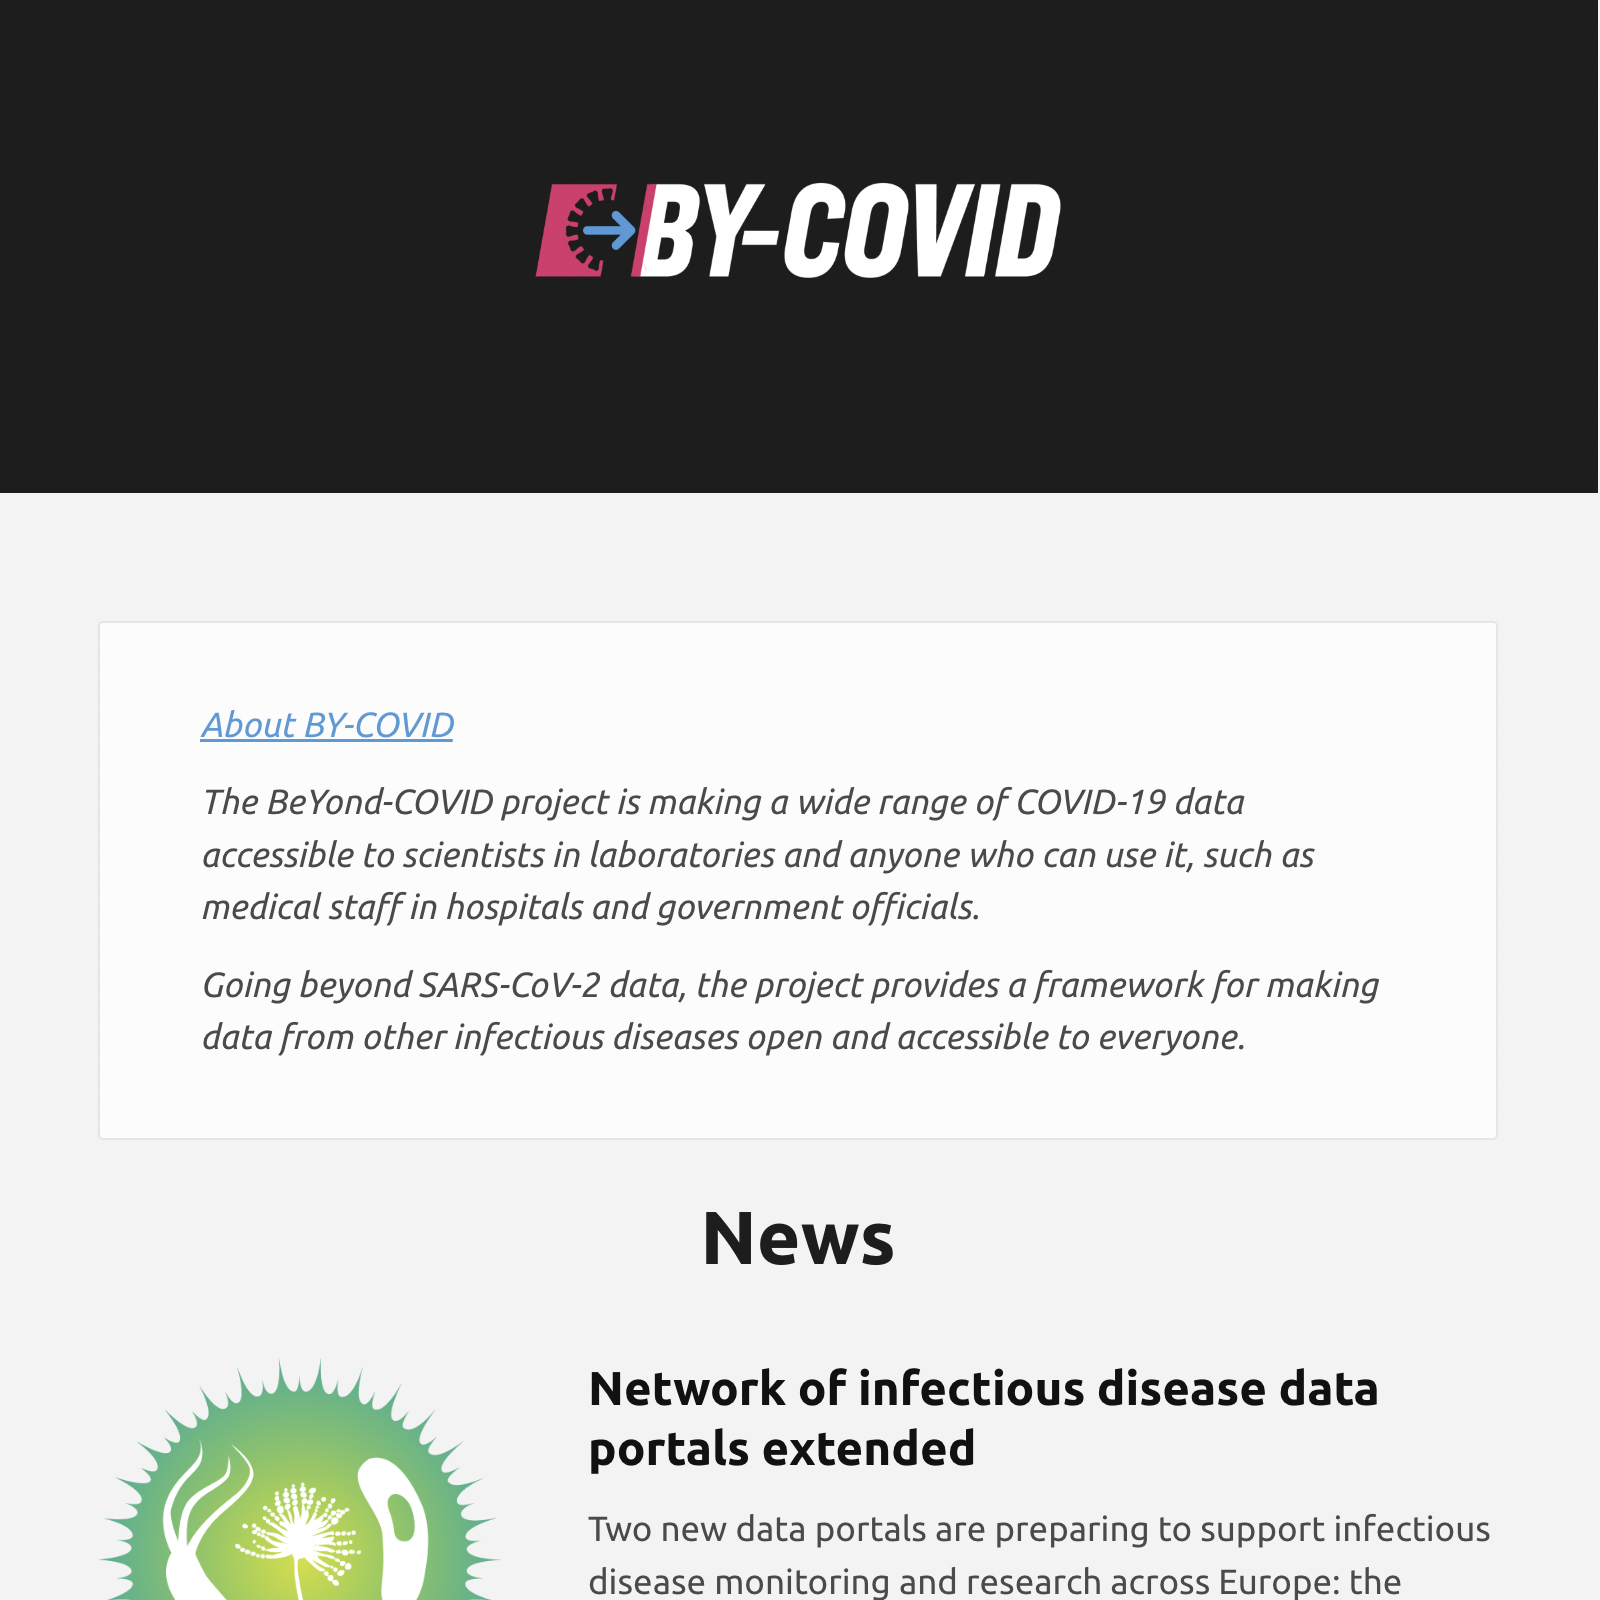 BY-COVID
About BY-COVID
The BeYond-COVID project is making a wide range of COVID-19 data
accessible to scientists in laboratories and anyone who can use it, such as
medical staff in hospitals and government officials.
Going beyond SARS-CoV-2 data, the project provides a framework for making
data from other infectious diseases open and accessible to everyone.
News
Network of infectious disease data
portals extended
Two new data portals are preparing to support infectious
disease monitoring and research across Europe: the